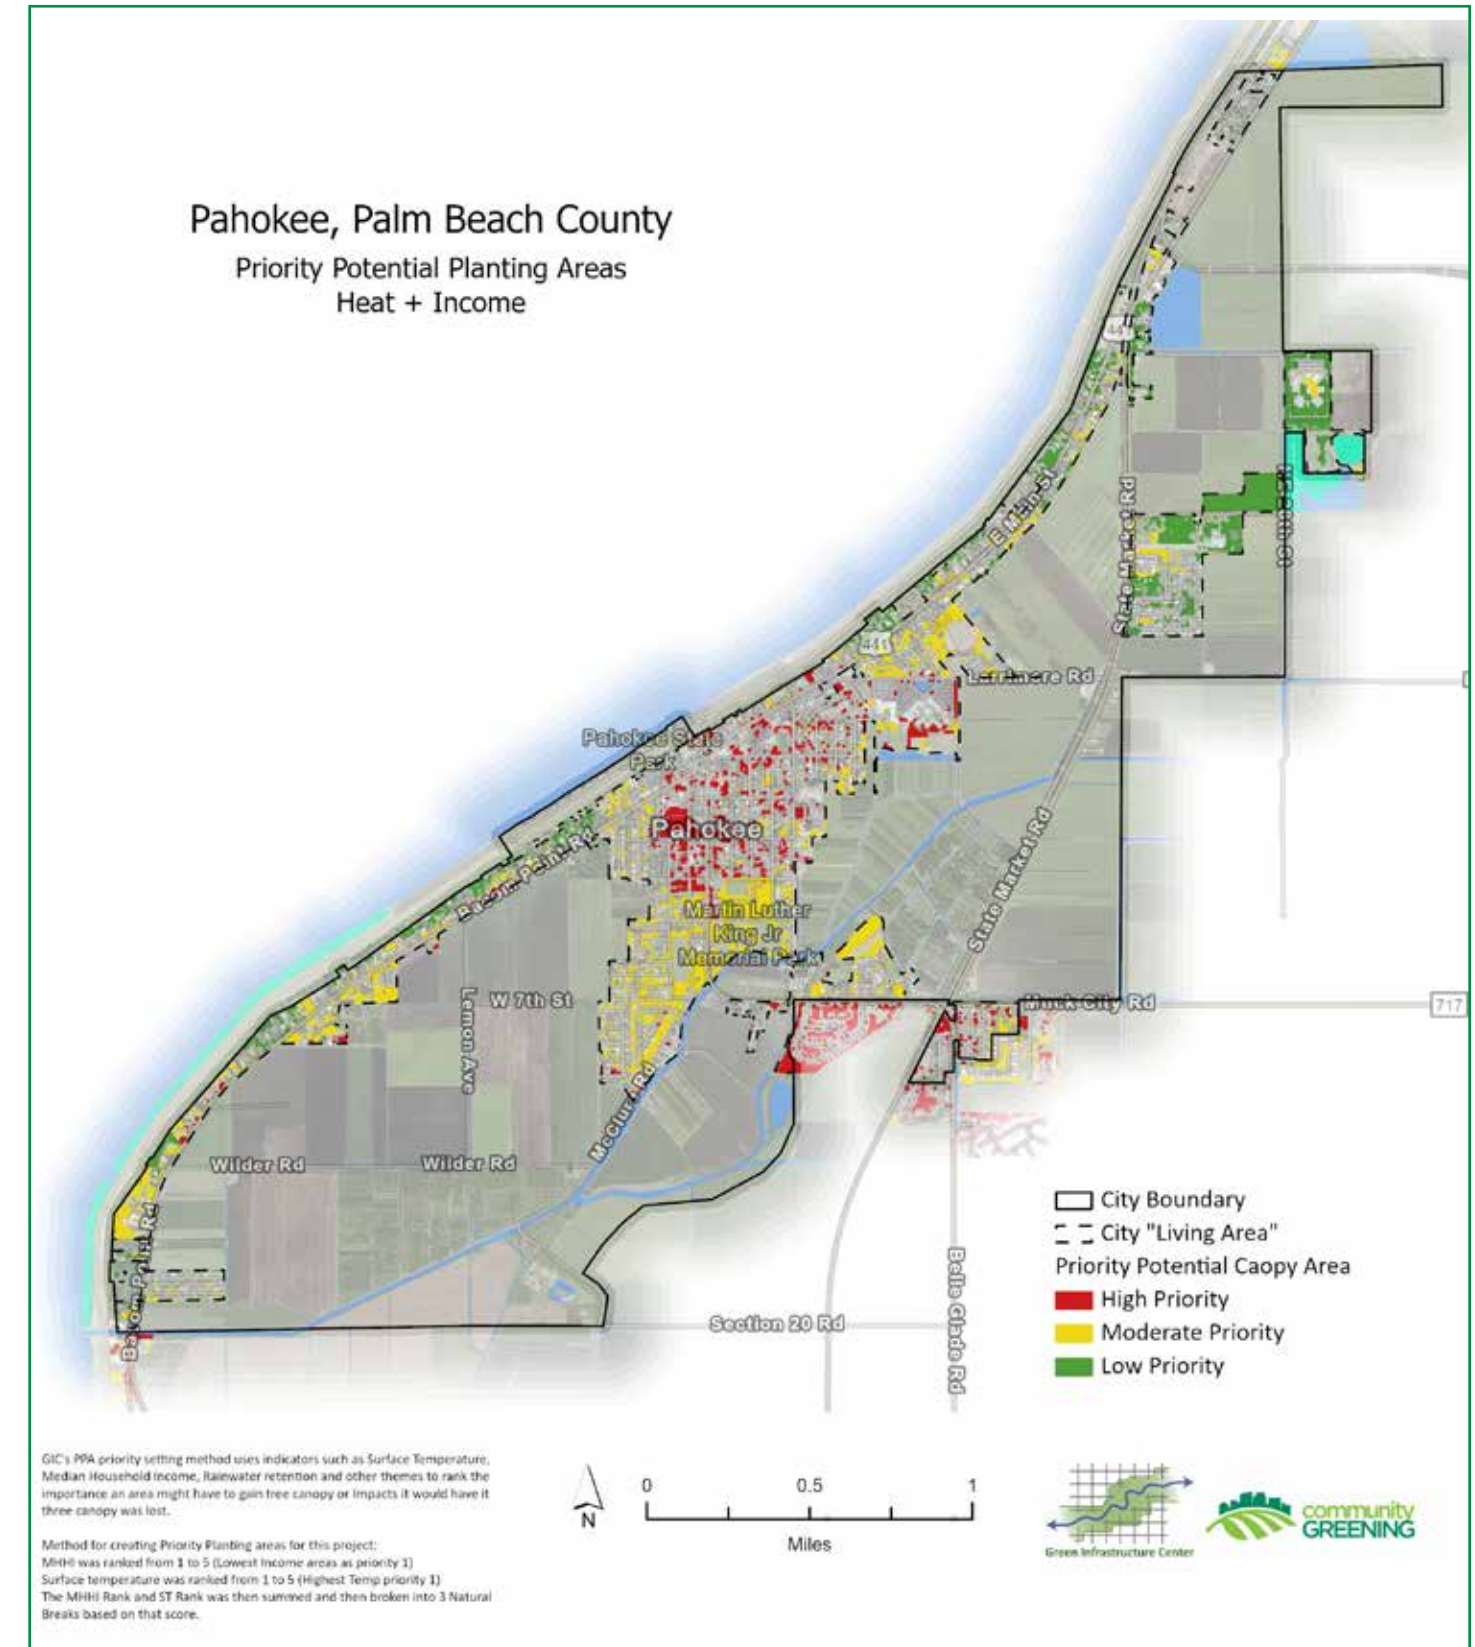 Pahokee, Palm Beach County
Priority Potential Planting Areas
Heat + Income
44
E Main St
State Market Rd
441
Larrimore Rd
Pahokee State
Park
Pahokee
Bacom Point Rd
State Market Rd
Martin Luther
King Jr
Memorial Park
Lemon Ave
W 7th St
Muck City Rd
717
McClure Rd
Wilder Rd
Wilder Rd
Bacom Point Rd
Belle Glade Rd
Section 20 Rd
City Boundary
City "Living Area"
Priority Potential Caopy Area
High Priority
Moderate Priority
Low Priority
GIC's PPA priority setting method uses indicators such as Surface Temperature,
Median Household Income, Rainwater retention and other themes to rank the
importance an area might have to gain tree canopy or Impacts it would have it
three canopy was lost.
Method for creating Priority Planting areas for this project:
MHHI was ranked from 1 to 5 (Lowest Income areas as priority 1)
Surface temperature was ranked from 1 to 5 (Highest Temp priority 1)
The MHHI Rank and ST Rank was then summed and then broken into 3 Natural
Breaks based on that score.
N
0 0.5 1
Miles
Green Infrastructure Center
community
GREENING